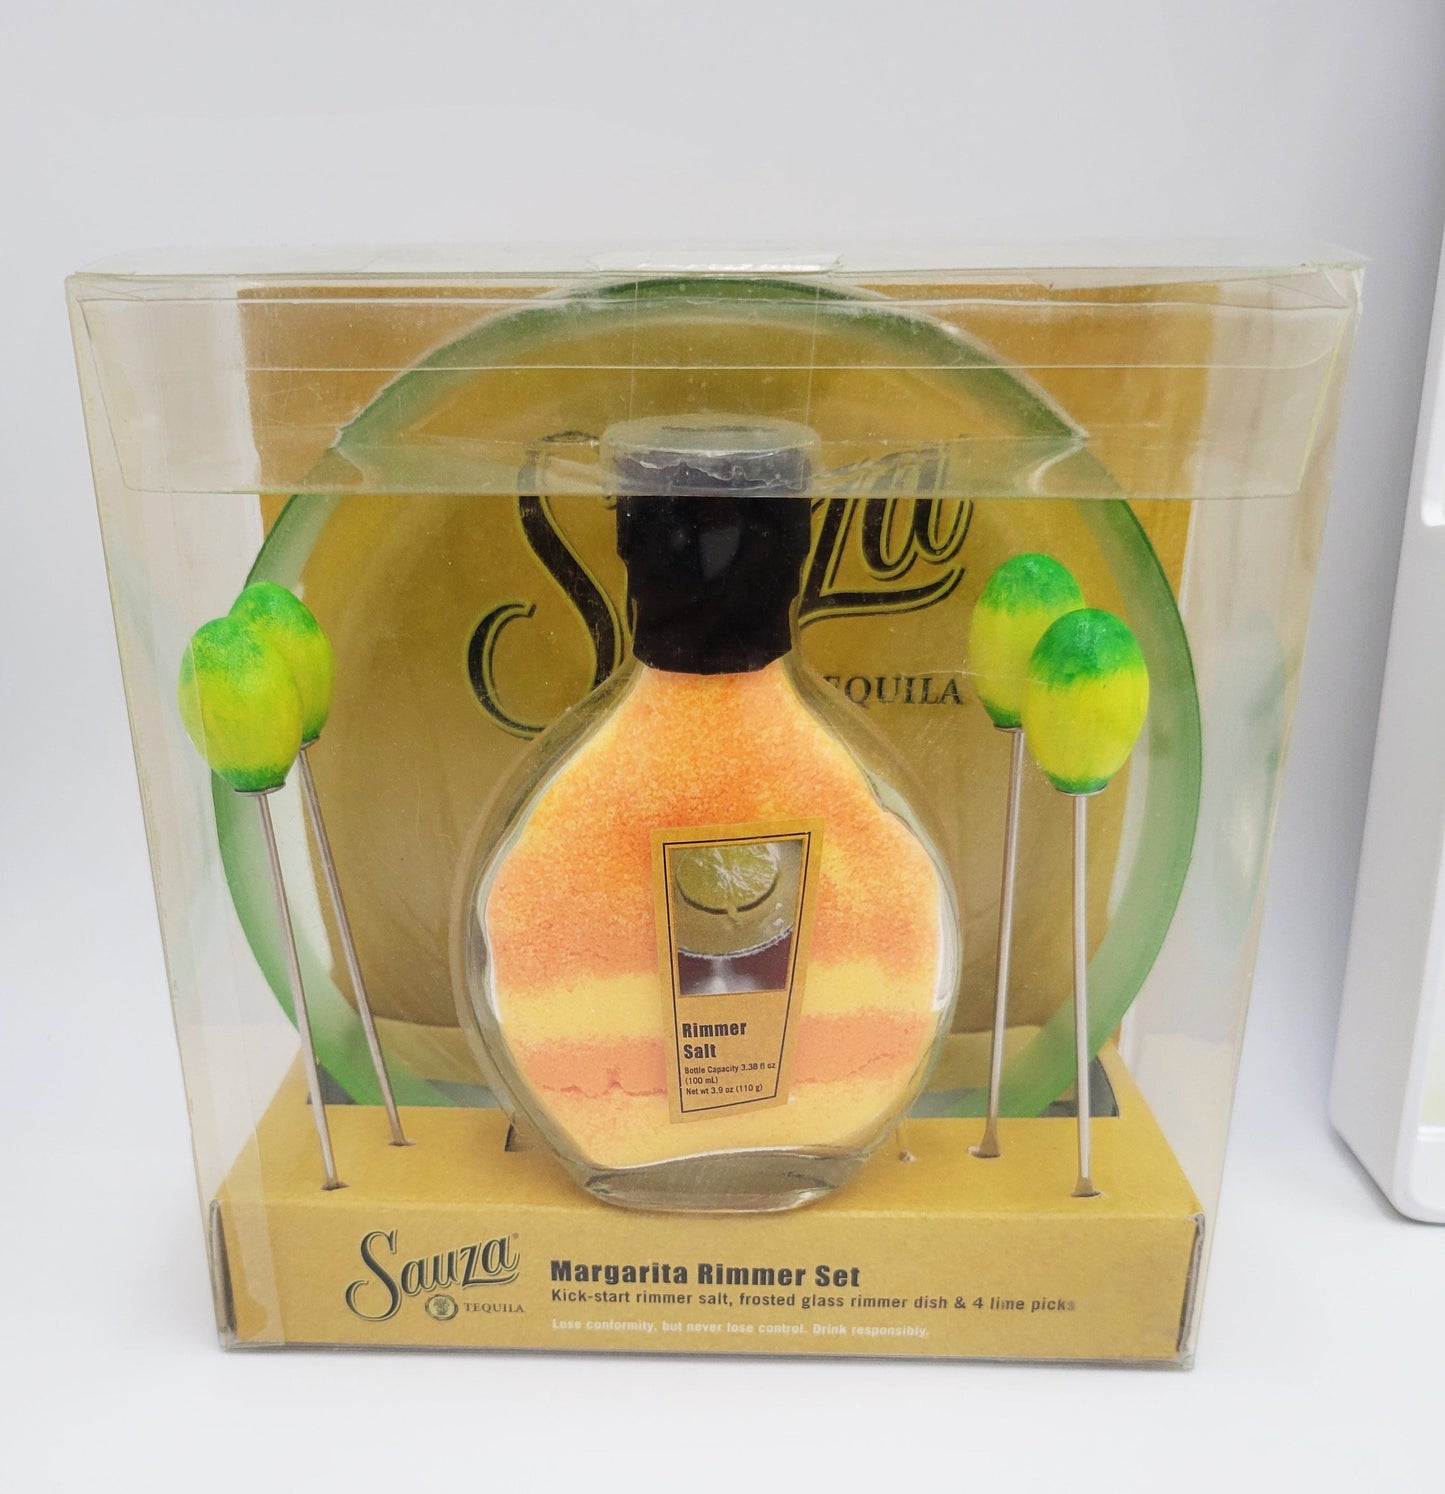 Sauza
TEQUILA
Rimmer
Salt
Bottle Capacity 3.38 fl oz
(100 mL)
Net wt 3.9 oz (110 g)
Sauza®
TEQUILA
Margarita Rimmer Set
Kick-start rimmer salt, frosted glass rimmer dish & 4 lime picks
Lose conformity, but never lose control. Drink responsibly.